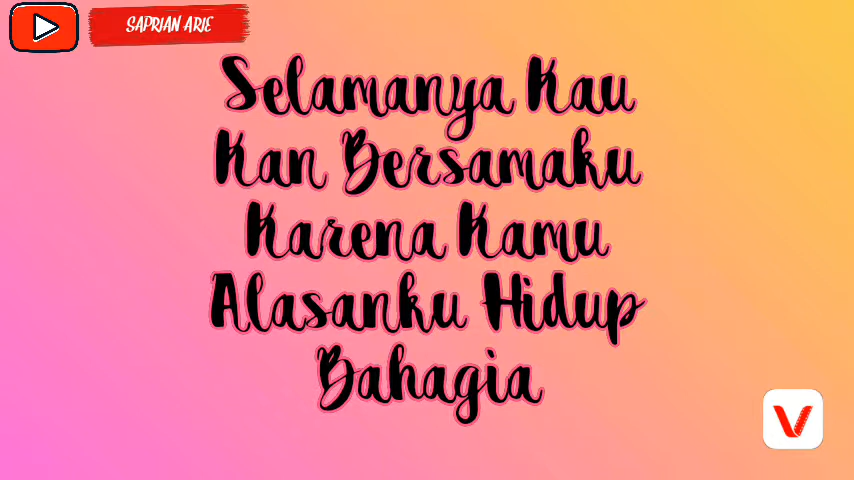 SAPRIAN ARIE
Selamanya Kau
Kan Bersamaku
Karena Kamu
Alasanku Hidup
Bahagia